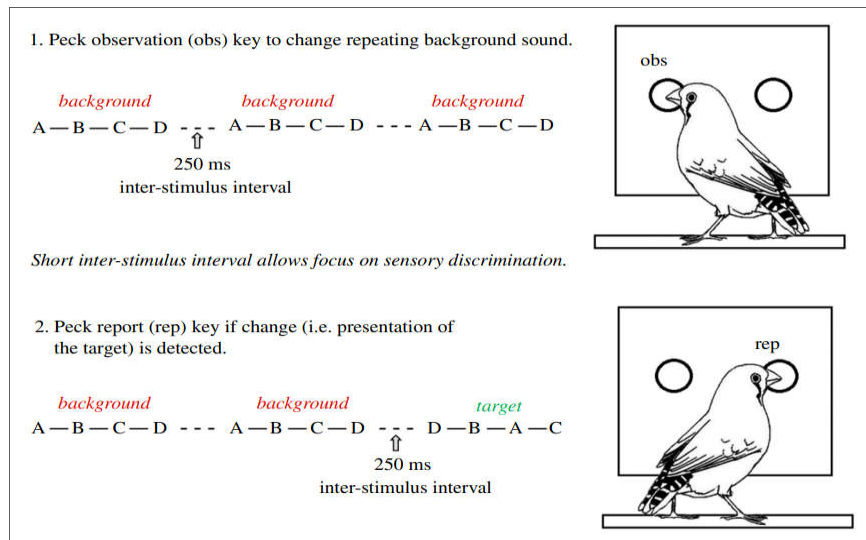 1. Peck observation (obs) key to change repeating background sound.
obs
background background background
A—B—C—D --- A—B—C—D --- A—B—C—D
250 ms
inter-stimulus interval
Short inter-stimulus interval allows focus on sensory discrimination.
2. Peck report (rep) key if change (i.e. presentation of
the target) is detected.
rep
background background target
A—B—C—D --- A—B—C—D --- D—B—A—C
250 ms
inter-stimulus interval